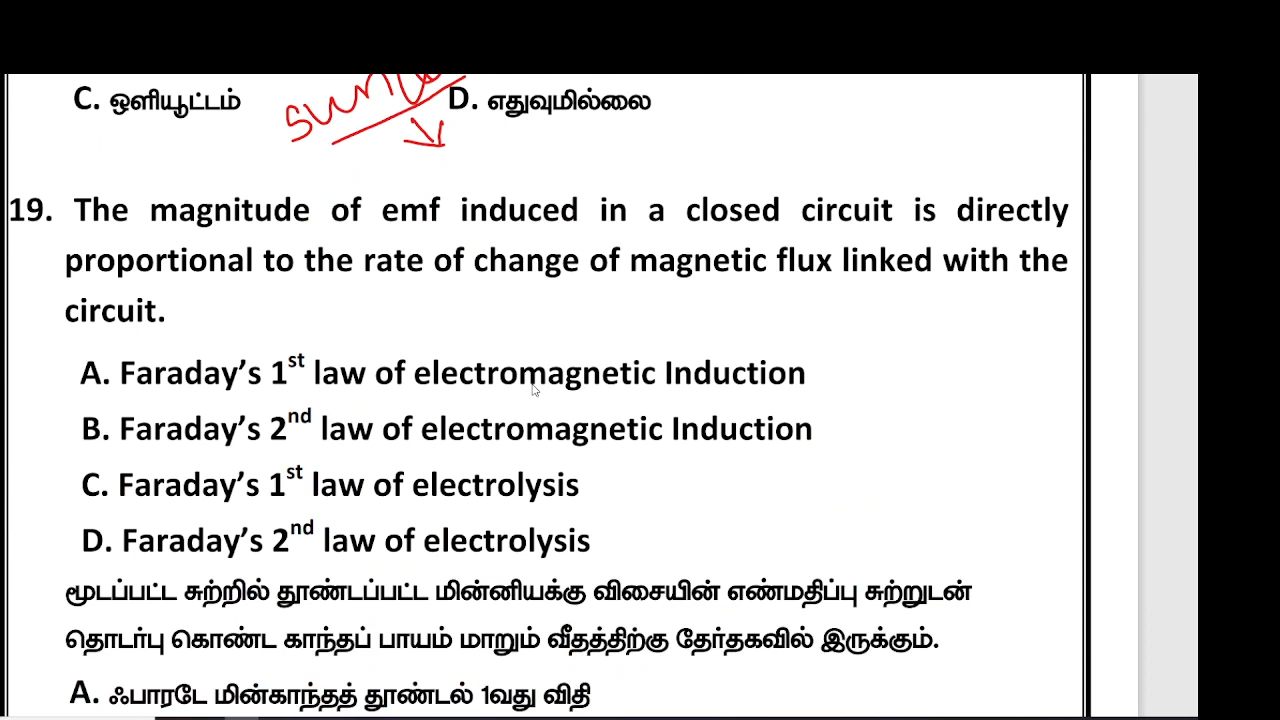 C. ஒளியூட்டம் D. எதுவுமில்லை
19. The magnitude of emf induced in a closed circuit is directly
proportional to the rate of change of magnetic flux linked with the
circuit.
A. Faraday's 1st law of electromagnetic Induction
B. Faraday's 2nd law of electromagnetic Induction
C. Faraday's 1st law of electrolysis
D. Faraday's 2nd law of electrolysis
மூடப்பட்ட சுற்றில் தூண்டப்பட்ட மின்னியக்கு விசையின் எண்மதிப்பு சுற்றுடன்
தொடர்பு கொண்ட காந்தப் பாயம் மாறும் வீதத்திற்கு தேர்தகவில் இருக்கும்.
A. ஃபாரடே மின்காந்தத் தூண்டல் 1வது விதி